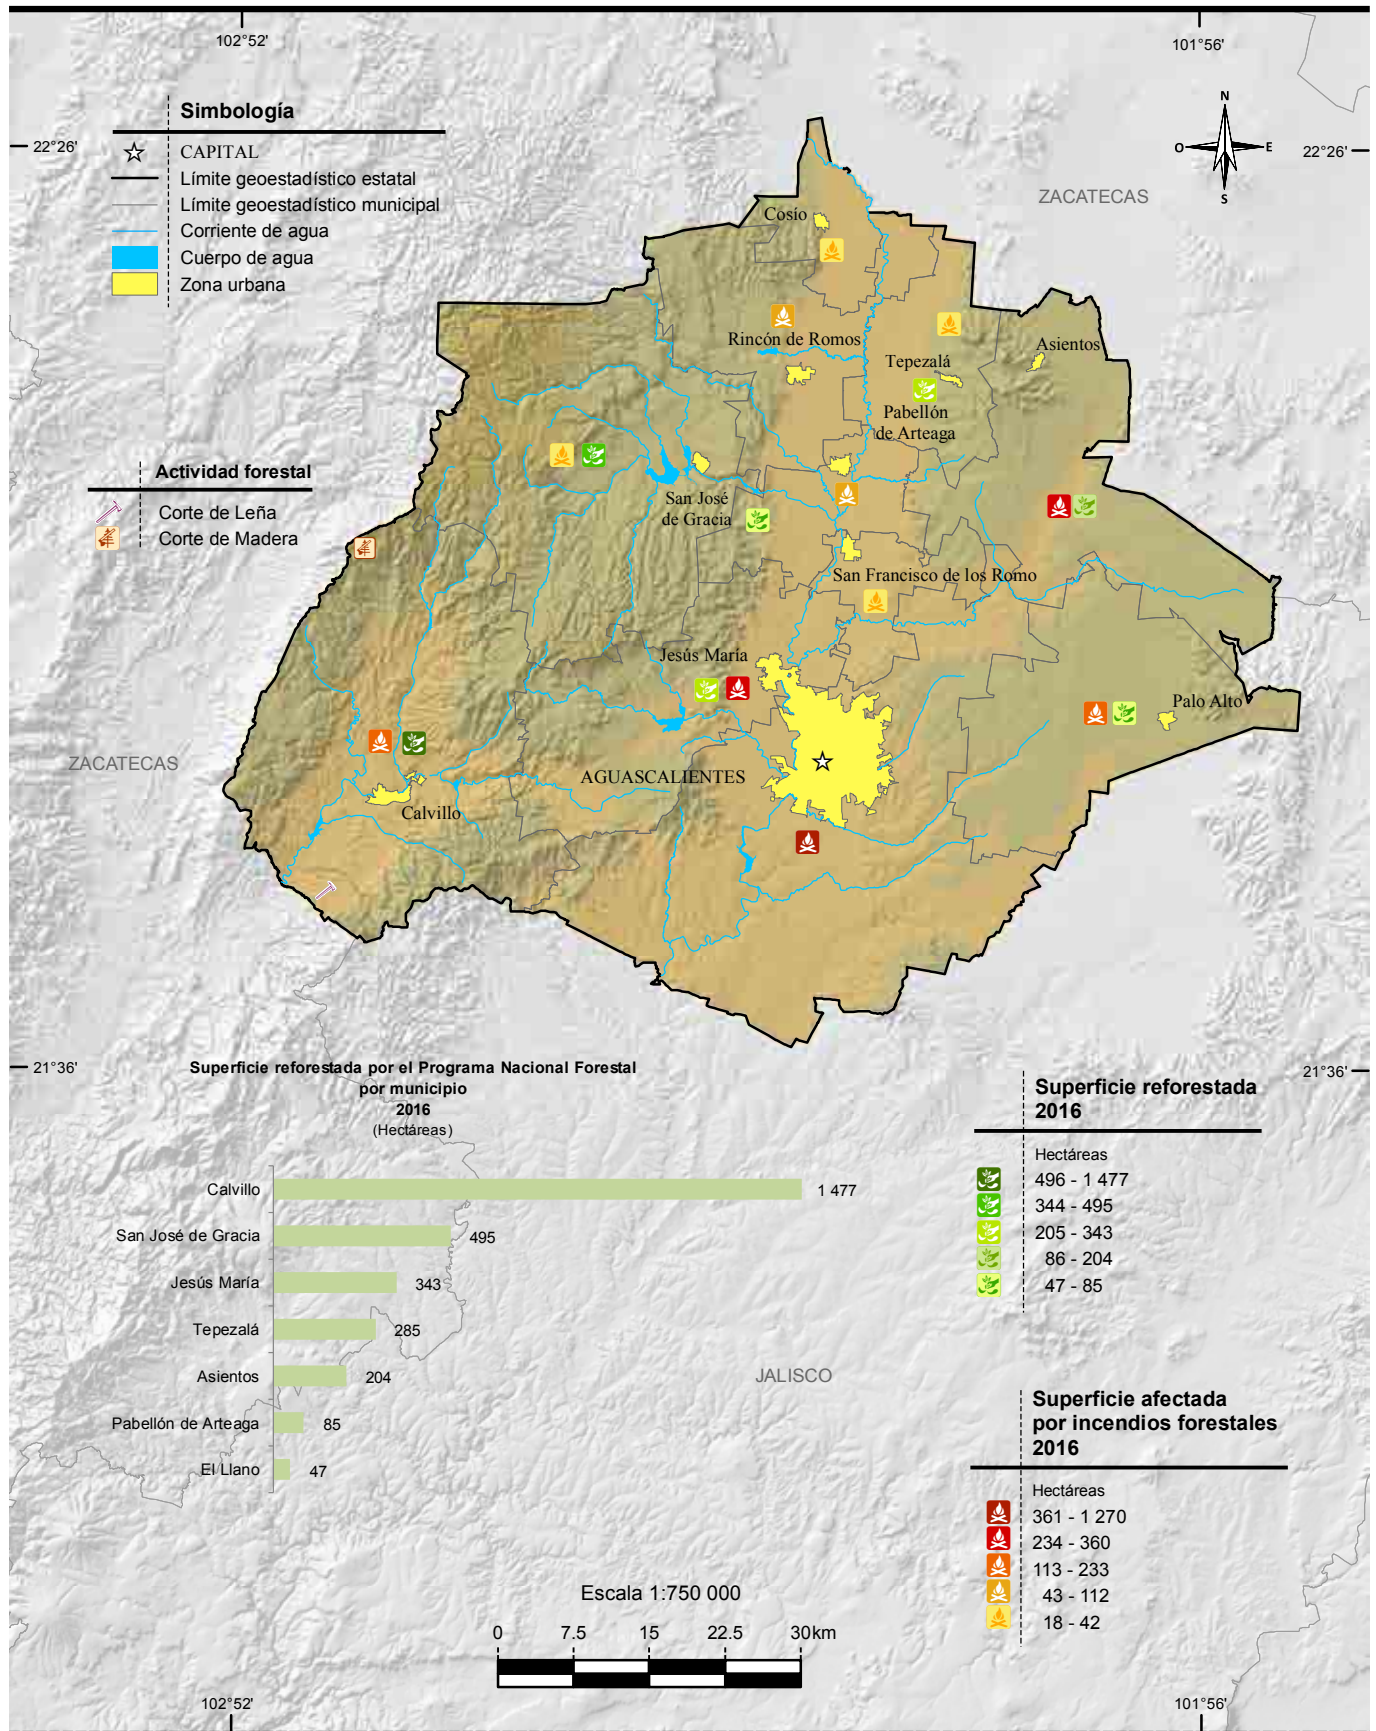 102°52'
101°56'
Simbología
CAPITAL
Límite geoestadístico estatal
Límite geoestadístico municipal
Corriente de agua
Cuerpo de agua
Zona urbana
22°26'
22°26'
N
O
E
S
ZACATECAS
Cosío
Rincón de Romos
Asientos
Tepezalá
Pabellón
de Arteaga
Actividad forestal
Corte de Leña
Corte de Madera
San José
de Gracia
San Francisco de los Romo
Jesús María
Palo Alto
ZACATECAS
AGUASCALIENTES
Calvillo
21°36'
21°36'
Superficie reforestada por el Programa Nacional Forestal
por municipio
2016
(Hectáreas)
Calvillo
1 477
San José de Gracia
495
Jesús María
343
Tepezalá
285
Asientos
204
Pabellón de Arteaga
85
El Llano
47
Superficie reforestada
2016
Hectáreas
496 - 1 477
344 - 495
205 - 343
86 - 204
47 - 85
JALISCO
Superficie afectada
por incendios forestales
2016
Hectáreas
361 - 1 270
234 - 360
113 - 233
43 - 112
18 - 42
Escala 1:750 000
0 7.5 15 22.5 30km
102°52'
101°56'